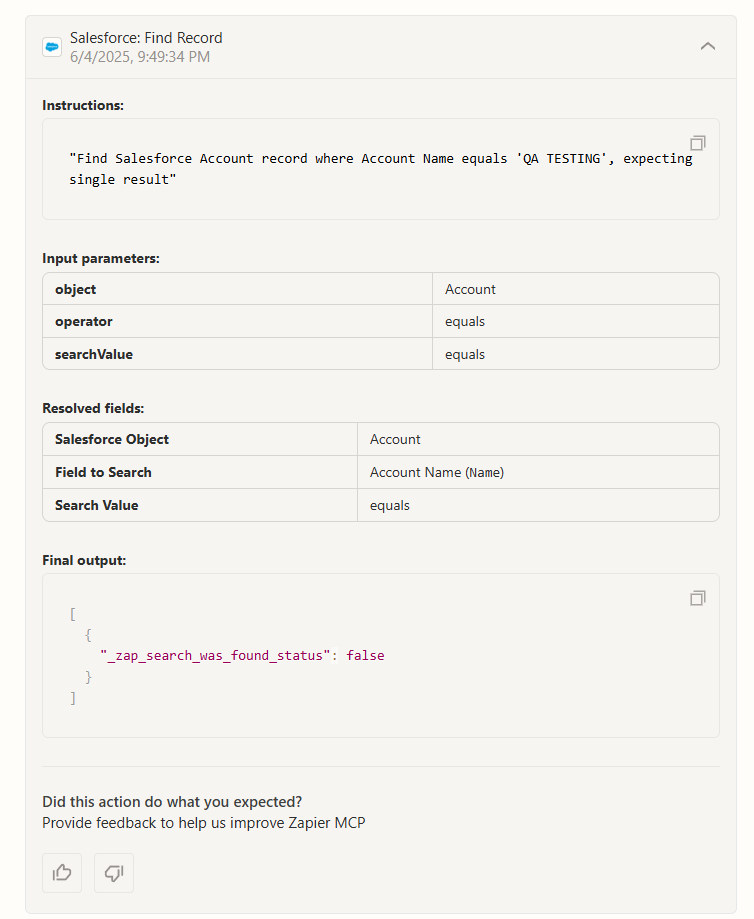 Salesforce: Find Record
6/4/2025, 9:49:34 PM
Instructions:
"Find Salesforce Account record where Account Name equals 'QA TESTING', expecting
single result"
Input parameters:
object Account
operator equals
searchValue equals
Resolved fields:
Salesforce Object Account
Field to Search Account Name (Name)
Search Value equals
Final output:
[
{
"_zap_search_was_found_status": false
}
]
Did this action do what you expected?
Provide feedback to help us improve Zapier MCP